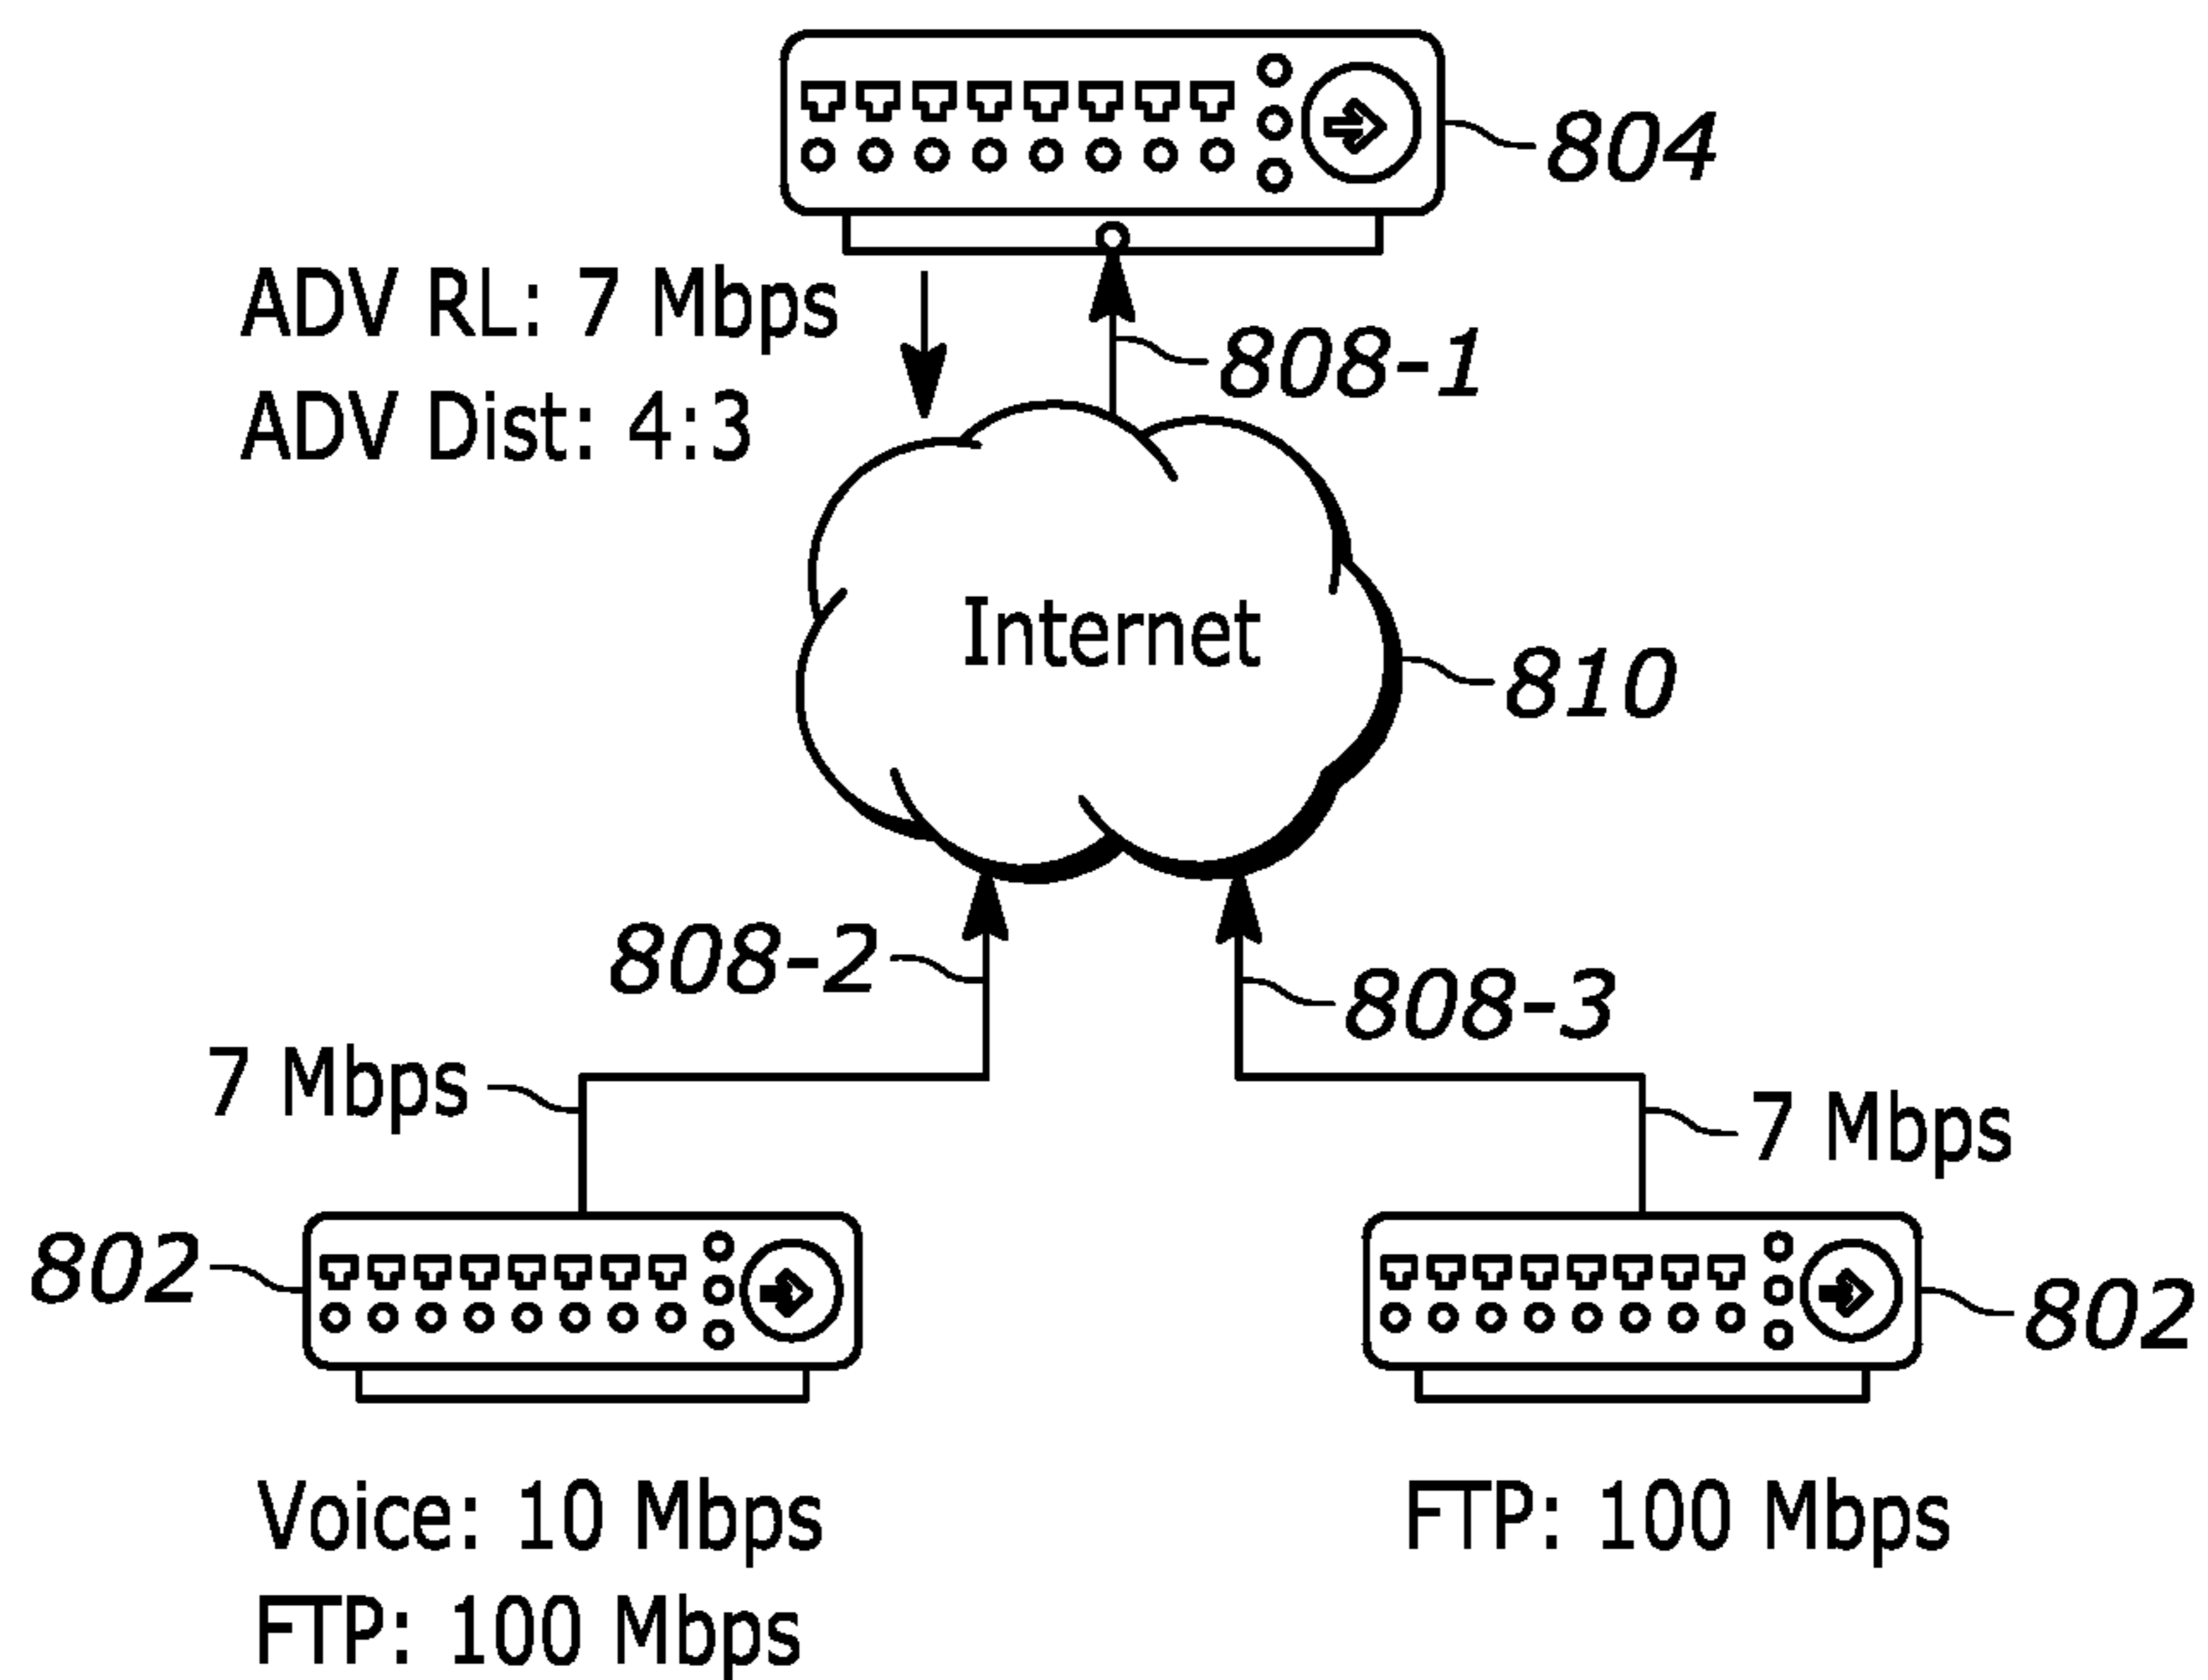 804
ADV RL: 7 Mbps
ADV Dist: 4:3
808-1
Internet
810
808-2
808-3
7 Mbps
7 Mbps
802
802
Voice: 10 Mbps
FTP: 100 Mbps
FTP: 100 Mbps